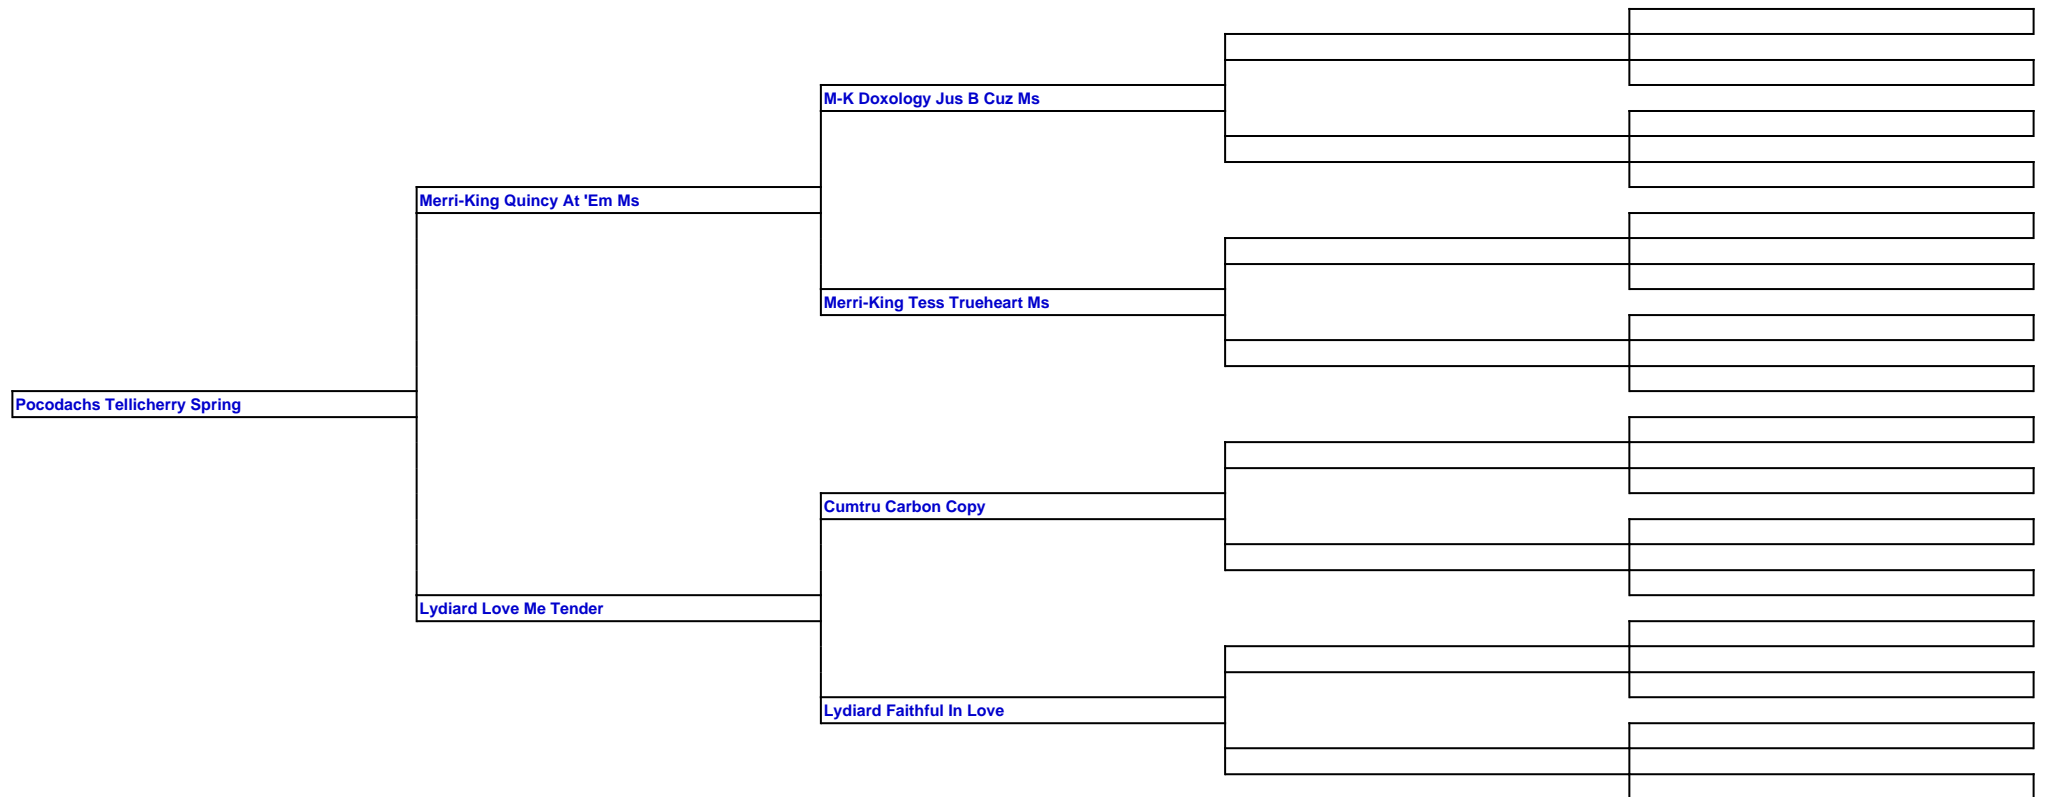 M-K Doxology Jus B Cuz Ms
Merri-King Quincy At 'Em Ms
Merri-King Tess Trueheart Ms
Pocodachs Tellicherry Spring
Cumtru Carbon Copy
Lydiard Love Me Tender
Lydiard Faithful In Love